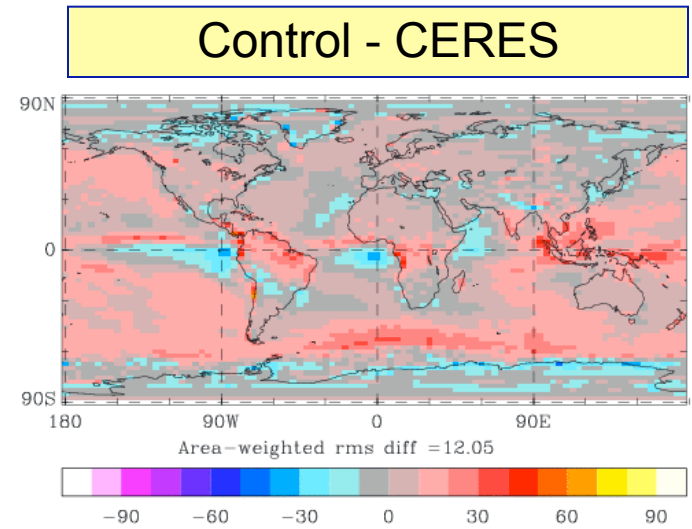 Control - CERES
90N
0
90S
180 90W 0 90E
Area-weighted rms diff =12.05
-90 -60 -30 0 30 60 90